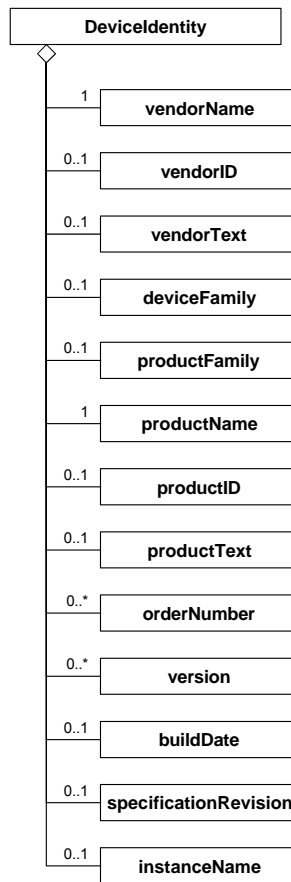 DeviceIdentity
1
vendorName
0..1
vendorID
0..1
vendorText
0..1
deviceFamily
0..1
productFamily
1
productName
0..1
productID
0..1
productText
0..*
orderNumber
0..*
version
0..1
buildDate
0..1
specificationRevision
0..1
instanceName